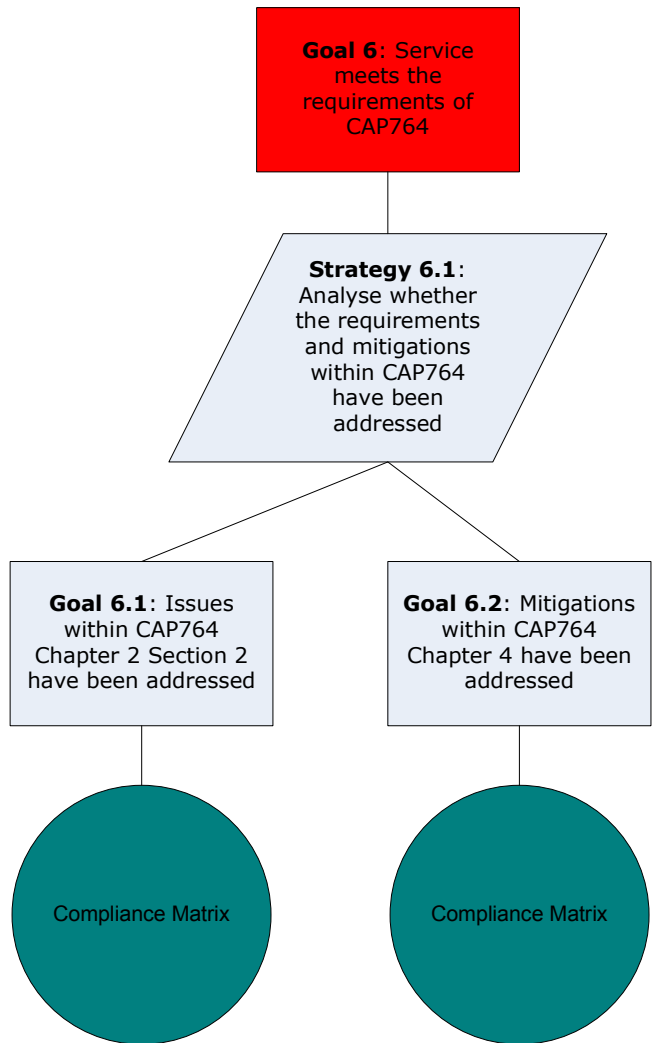 Goal 6: Service
meets the
requirements of
CAP764
Strategy 6.1:
Analyse whether
the requirements
and mitigations
within CAP764
have been
addressed
Goal 6.1: Issues
within CAP764
Chapter 2 Section 2
have been addressed
Goal 6.2: Mitigations
within CAP764
Chapter 4 have been
addressed
Compliance Matrix
Compliance Matrix